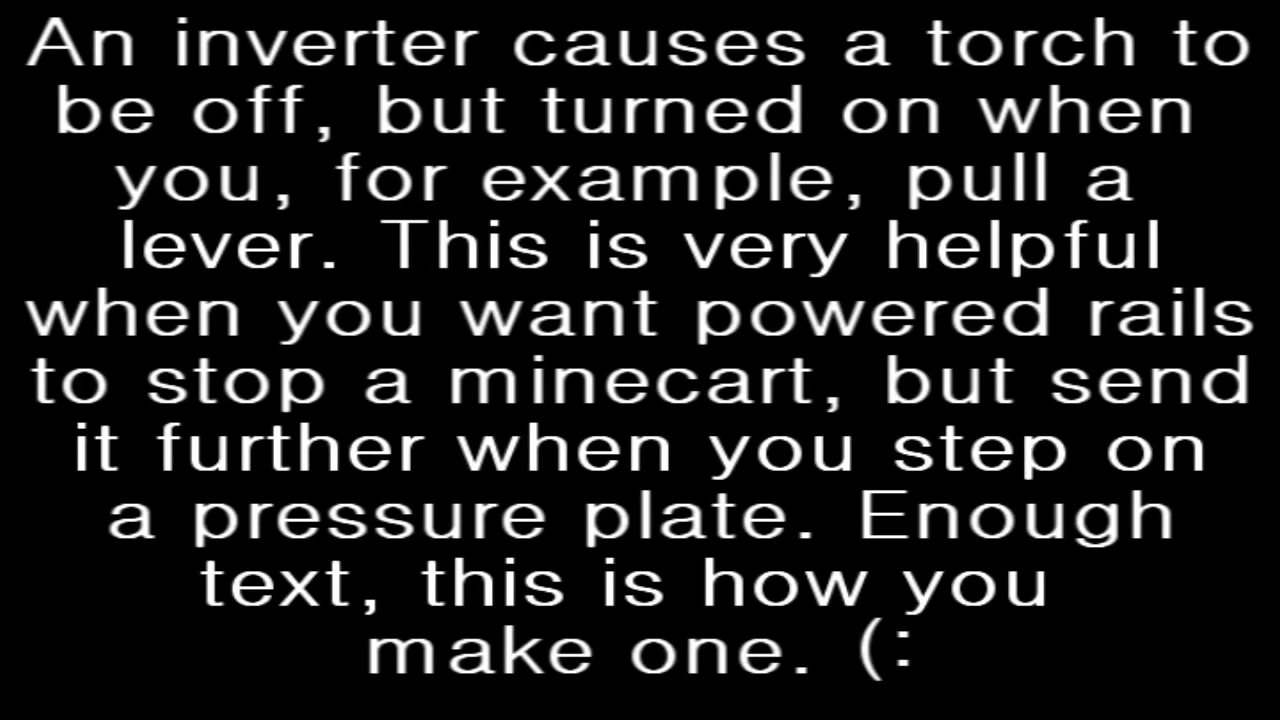 An inverter causes a torch to
be off, but turned on when
you, for example, pull a
lever. This is very helpful
when you want powered rails
to stop a minecart, but send
it further when you step on
a pressure plate. Enough
text, this is how you
make one. (: